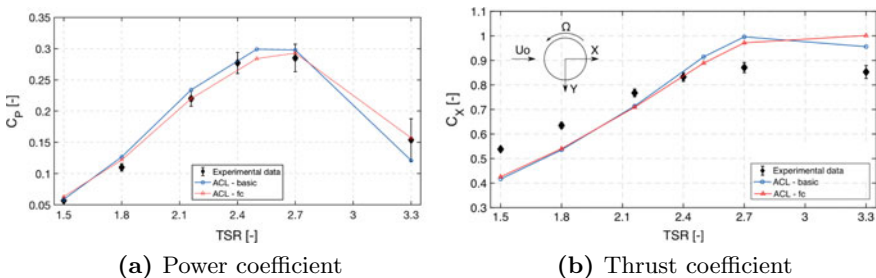 0.35
0.3
0.25
0.2
0.15
0.1
0.05
C_P [-]
1.5 1.8 2.1 2.4 2.7 3 3.3
TSR [-]
Experimental data
ACL - basic
ACL - fc
(a) Power coefficient
1.1
1
0.9
0.8
0.7
0.6
0.5
0.4
0.3
C_X [-]
Ω
Uo
X
Y
1.5 1.8 2.1 2.4 2.7 3 3.3
TSR [-]
Experimental data
ACL - basic
ACL - fc
(b) Thrust coefficient